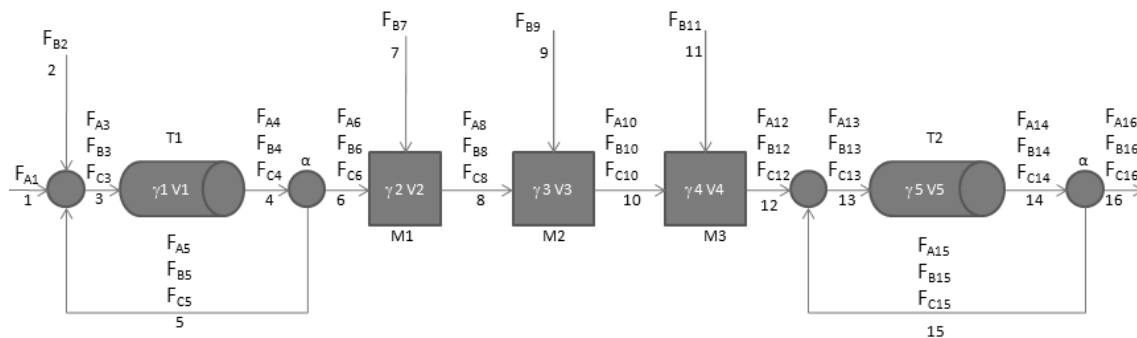 F_B2
2
F_B7
7
F_B9
9
F_B11
11
F_A1
1
F_A3
F_B3
F_C3
3
T1
γ1 V1
F_A4
F_B4
F_C4
4
α
F_A5
F_B5
F_C5
5
F_A6
F_B6
F_C6
6
γ2 V2
M1
F_A8
F_B8
F_C8
8
γ3 V3
M2
F_A10
F_B10
F_C10
10
γ4 V4
M3
F_A12
F_B12
F_C12
12
F_A13
F_B13
F_C13
13
T2
γ5 V5
F_A14
F_B14
F_C14
14
α
F_A15
F_B15
F_C15
15
F_A16
F_B16
F_C16
16